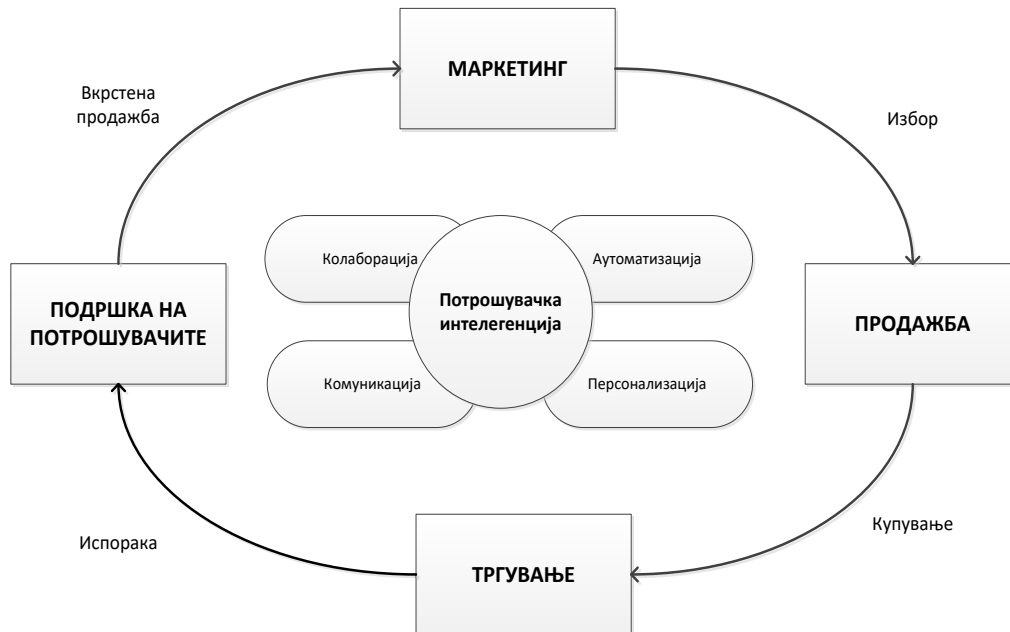 МАРКЕТИНГ
Вкрстена
продажба
Избор
Колаборација
Аутоматизација
ПОДРШКА НА
ПОТРОШУВАЧИТЕ
Потрошувачка
интелегенција
ПРОДАЖБА
Комуникација
Персонализација
Испорака
Купување
ТРГУВАЊЕ